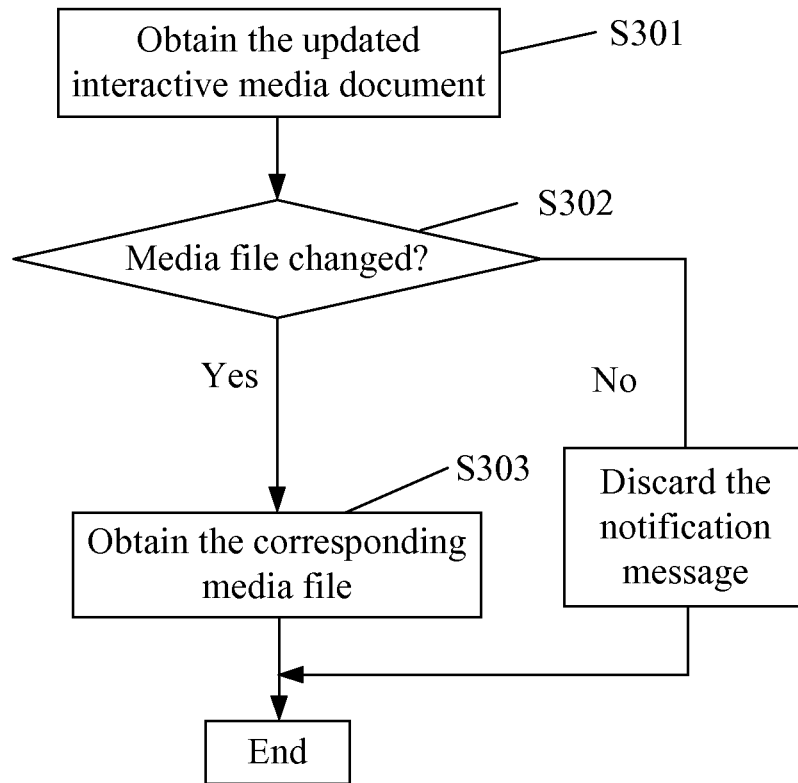 Obtain the updated
interactive media document
S301
S302
Media file changed?
Yes
No
S303
Obtain the corresponding
media file
Discard the
notification
message
End